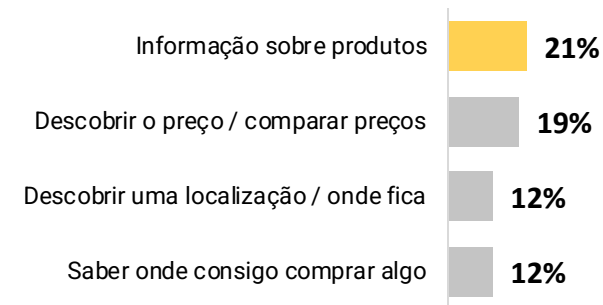 Informação sobre produtos 21%
Descobrir o preço / comparar preços 19%
Descobrir uma localização / onde fica 12%
Saber onde consigo comprar algo 12%